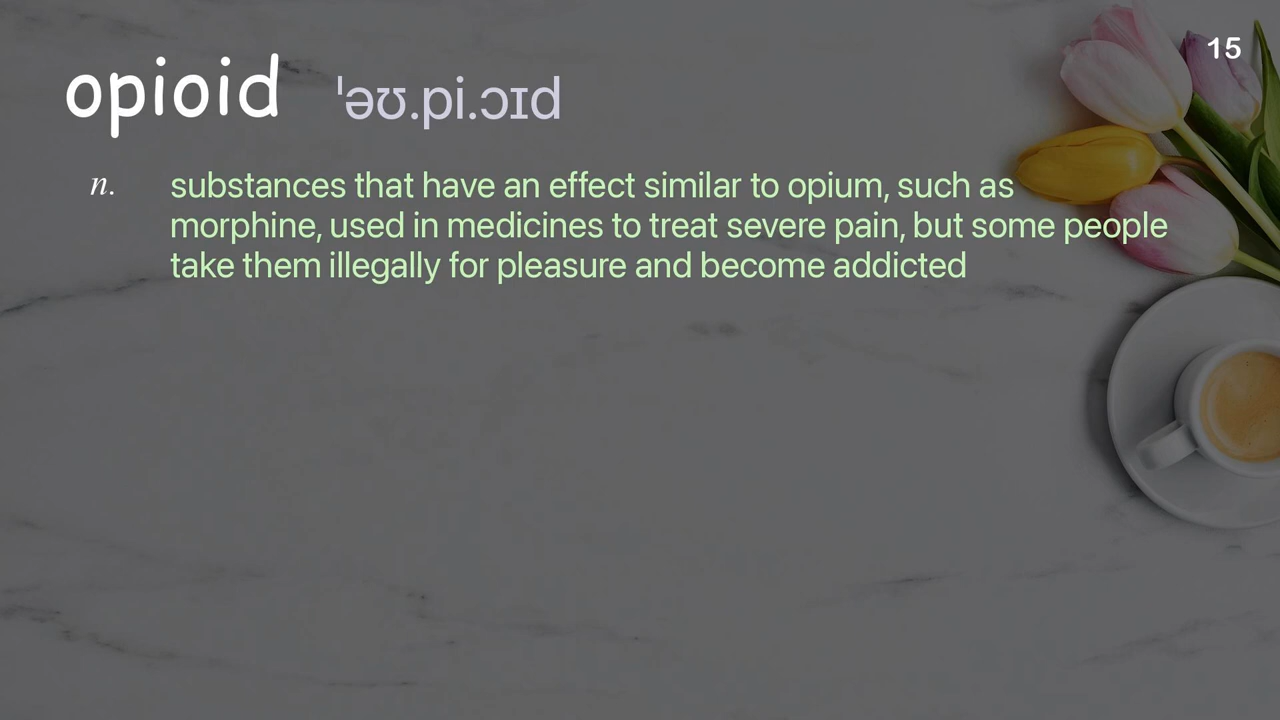 15
opioid ˈəʊ.pi.ɔɪd
n. substances that have an effect similar to opium, such as
morphine, used in medicines to treat severe pain, but some people
take them illegally for pleasure and become addicted